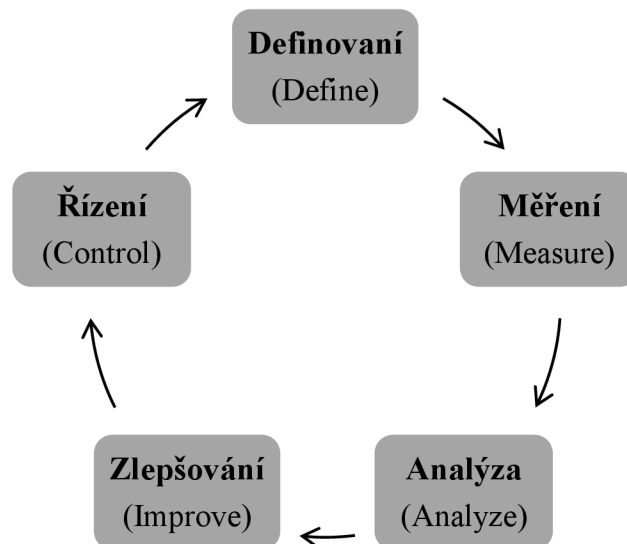 Definovaní
(Define)
Měření
(Measure)
Analýza
(Analyze)
Zlepšování
(Improve)
Řízení
(Control)